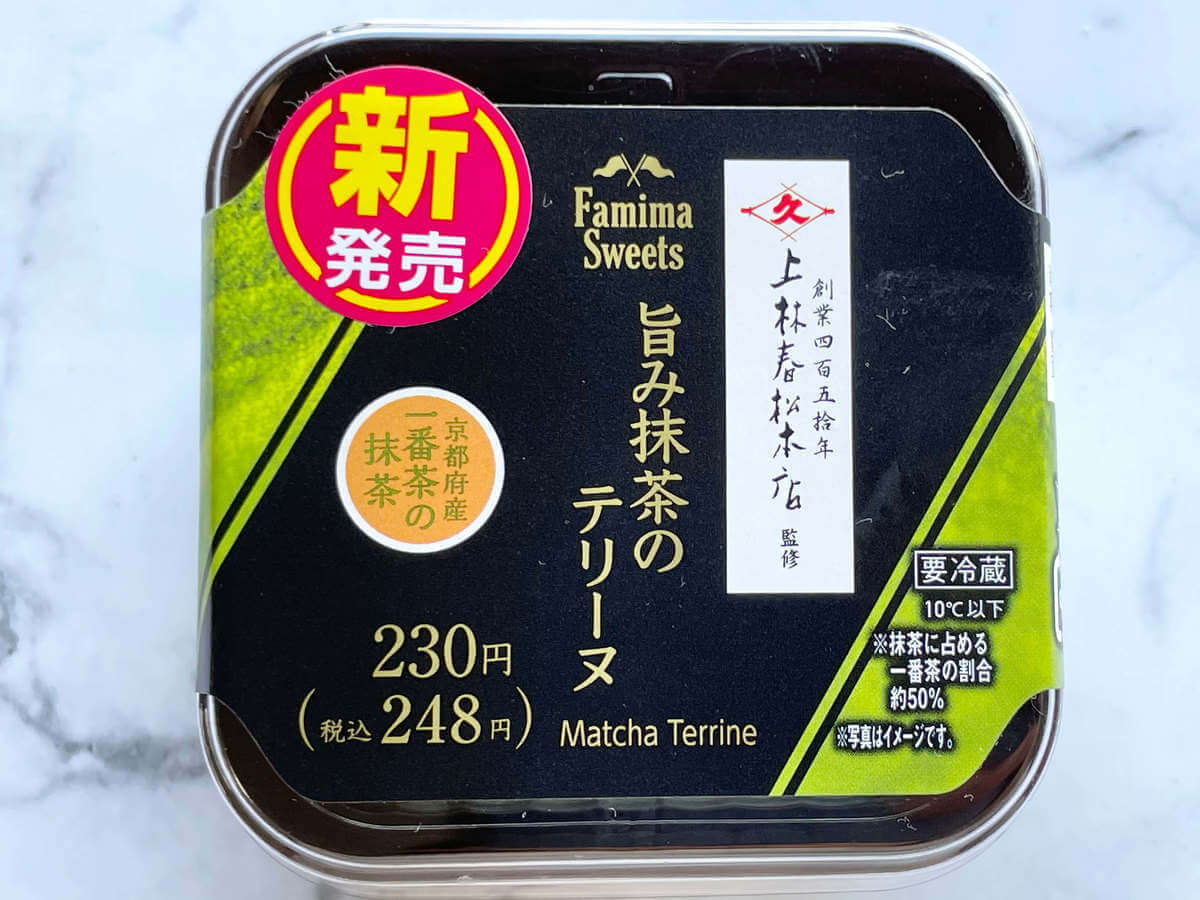 新
発売
Famima
Sweets
久
創業四百五拾年
上林春松本店
監修
旨み抹茶の
テリーヌ
京都府産
一番茶の
抹茶
230円
(税込248円)
Matcha Terrine
要冷蔵
10℃以下
※抹茶に占める
一番茶の割合
約50%
※写真はイメージです。